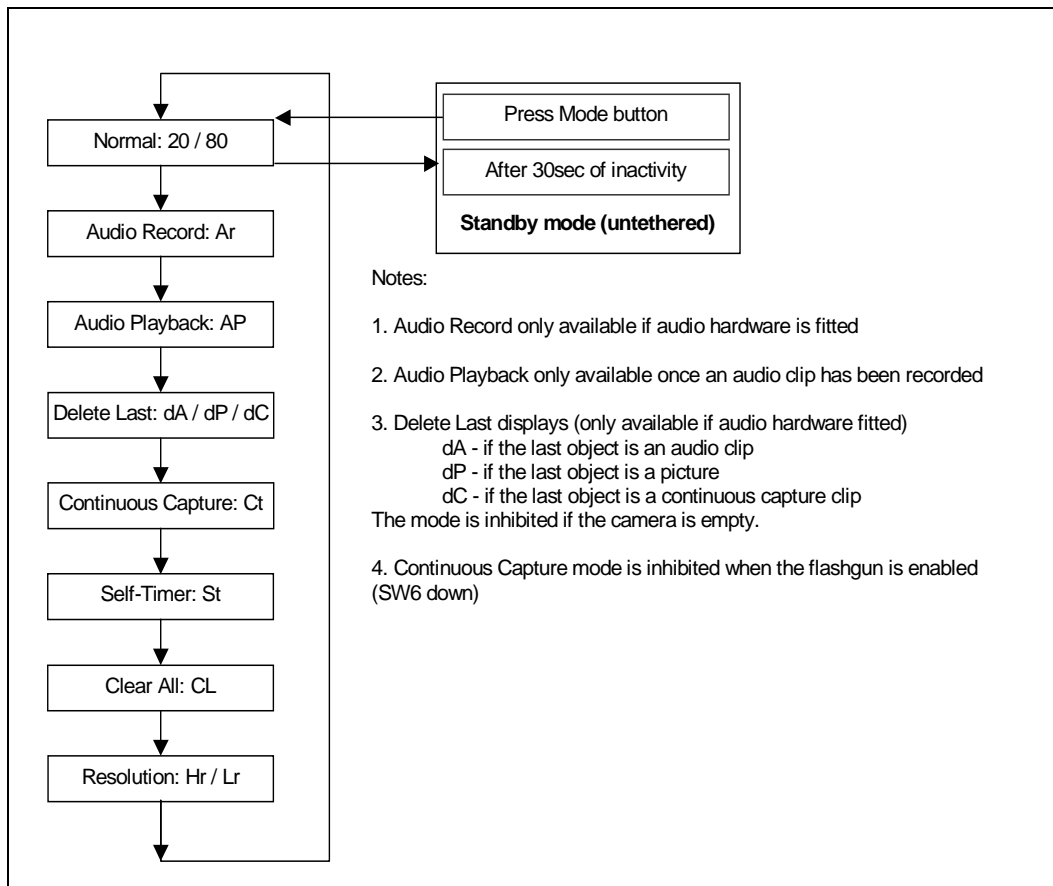 Normal: 20 / 80
Audio Record: Ar
Audio Playback: AP
Delete Last: dA / dP / dC
Continuous Capture: Ct
Self-Timer: St
Clear All: CL
Resolution: Hr / Lr
Press Mode button
After 30sec of inactivity
Standby mode (untethered)
Notes:
1. Audio Record only available if audio hardware is fitted
2. Audio Playback only available once an audio clip has been recorded
3. Delete Last displays (only available if audio hardware fitted)
dA - if the last object is an audio clip
dP - if the last object is a picture
dC - if the last object is a continuous capture clip
The mode is inhibited if the camera is empty.
4. Continuous Capture mode is inhibited when the flashgun is enabled
(SW6 down)